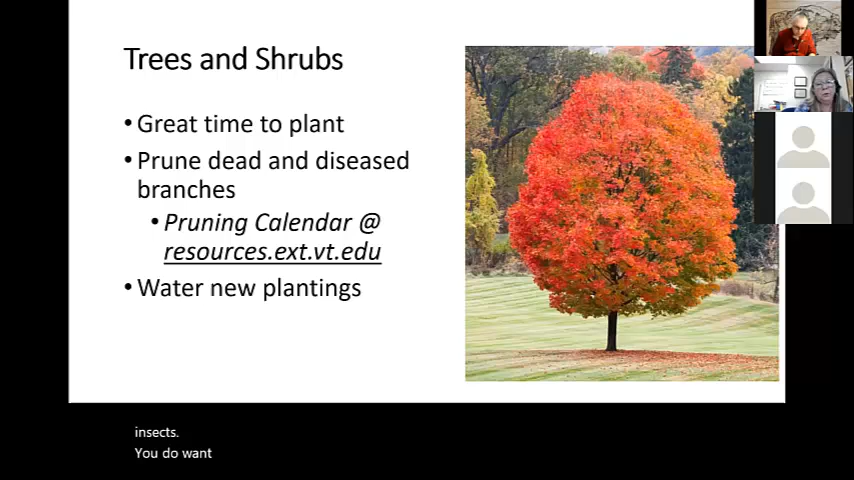 Trees and Shrubs
• Great time to plant
• Prune dead and diseased
branches
• Pruning Calendar @
resources.ext.vt.edu
• Water new plantings
insects.
You do want